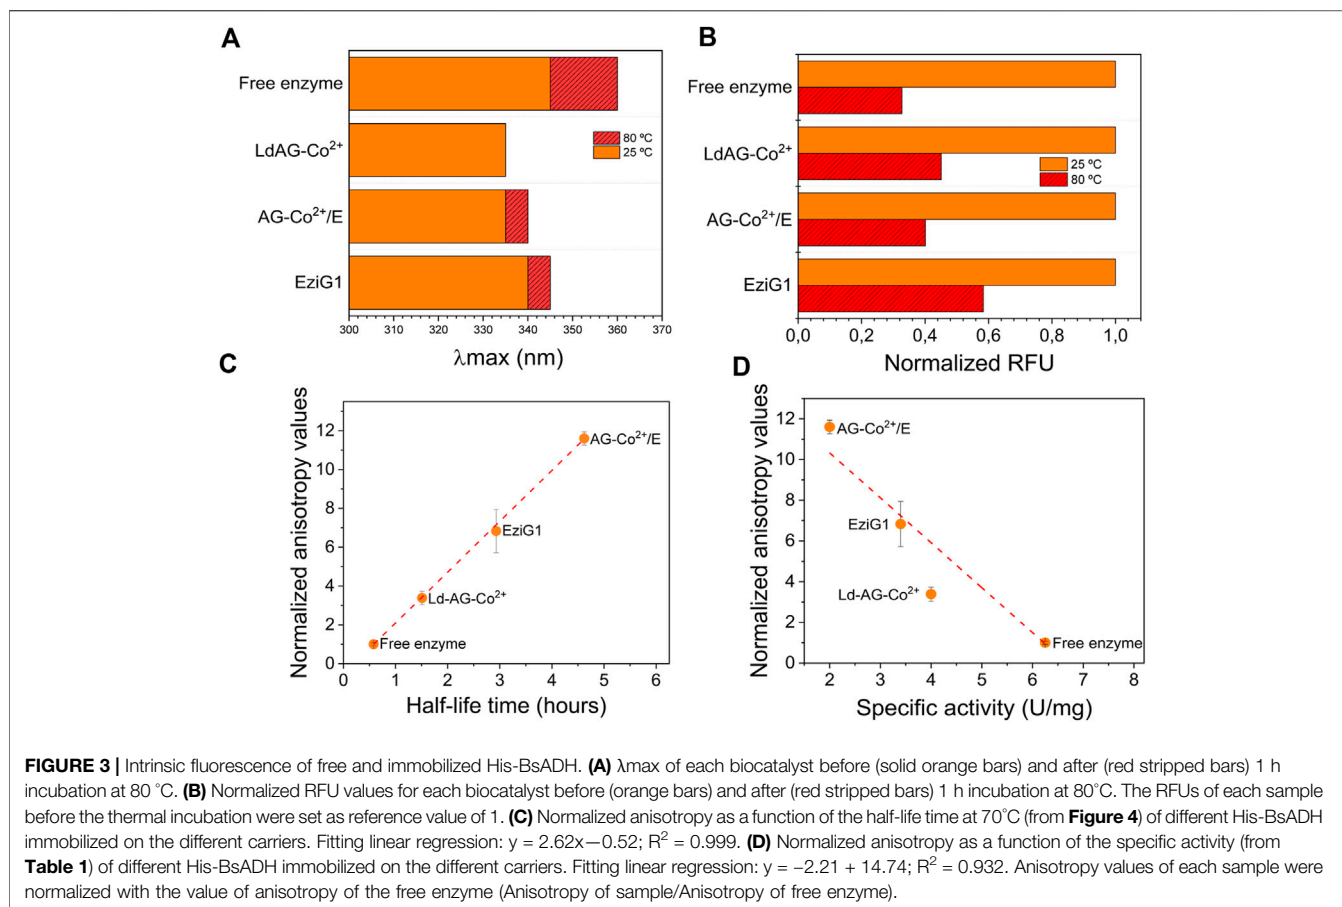 A
Free enzyme
LdAG-Co²⁺
AG-Co²⁺/E
EziG1
80 ºC
25 ºC
300 310 320 330 340 350 360 370
λmax (nm)
B
Free enzyme
LdAG-Co²⁺
AG-Co²⁺/E
EziG1
25 ºC
80 ºC
0,0 0,2 0,4 0,6 0,8 1,0
Normalized RFU
C
Normalized anisotropy values
12
10
8
6
4
2
0
AG-Co²⁺/E
EziG1
Ld-AG-Co²⁺
Free enzyme
0 1 2 3 4 5 6
Half-life time (hours)
D
Normalized anisotropy values
12
10
8
6
4
2
0
AG-Co²⁺/E
EziG1
Ld-AG-Co²⁺
Free enzyme
2 3 4 5 6 7 8
Specific activity (U/mg)
FIGURE 3 | Intrinsic fluorescence of free and immobilized His-BsADH. (A) λmax of each biocatalyst before (solid orange bars) and after (red stripped bars) 1 h
incubation at 80 °C. (B) Normalized RFU values for each biocatalyst before (orange bars) and after (red stripped bars) 1 h incubation at 80°C. The RFUs of each sample
before the thermal incubation were set as reference value of 1. (C) Normalized anisotropy as a function of the half-life time at 70°C (from Figure 4) of different His-BsADH
immobilized on the different carriers. Fitting linear regression: y = 2.62x—0.52; R² = 0.999. (D) Normalized anisotropy as a function of the specific activity (from
Table 1) of different His-BsADH immobilized on the different carriers. Fitting linear regression: y = −2.21 + 14.74; R² = 0.932. Anisotropy values of each sample were
normalized with the value of anisotropy of the free enzyme (Anisotropy of sample/Anisotropy of free enzyme).